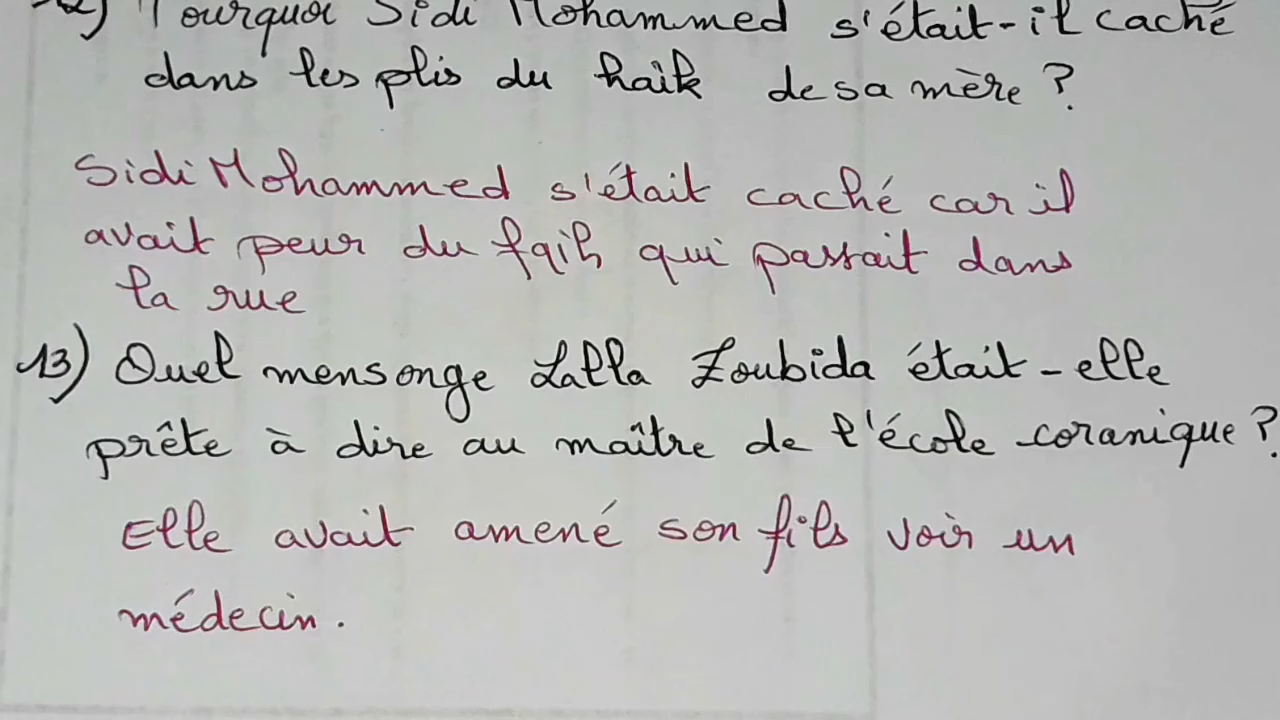 12) Pourquoi Sidi Mohammed s'était-il caché
dans les plis du haïk de sa mère ?
Sidi Mohammed s'était caché car il
avait peur du fqih qui passait dans
la rue
13) Quel mensonge Lalla Zoubida était-elle
prête à dire au maître de l'école coranique ?
Elle avait amené son fils voir un
médecin.